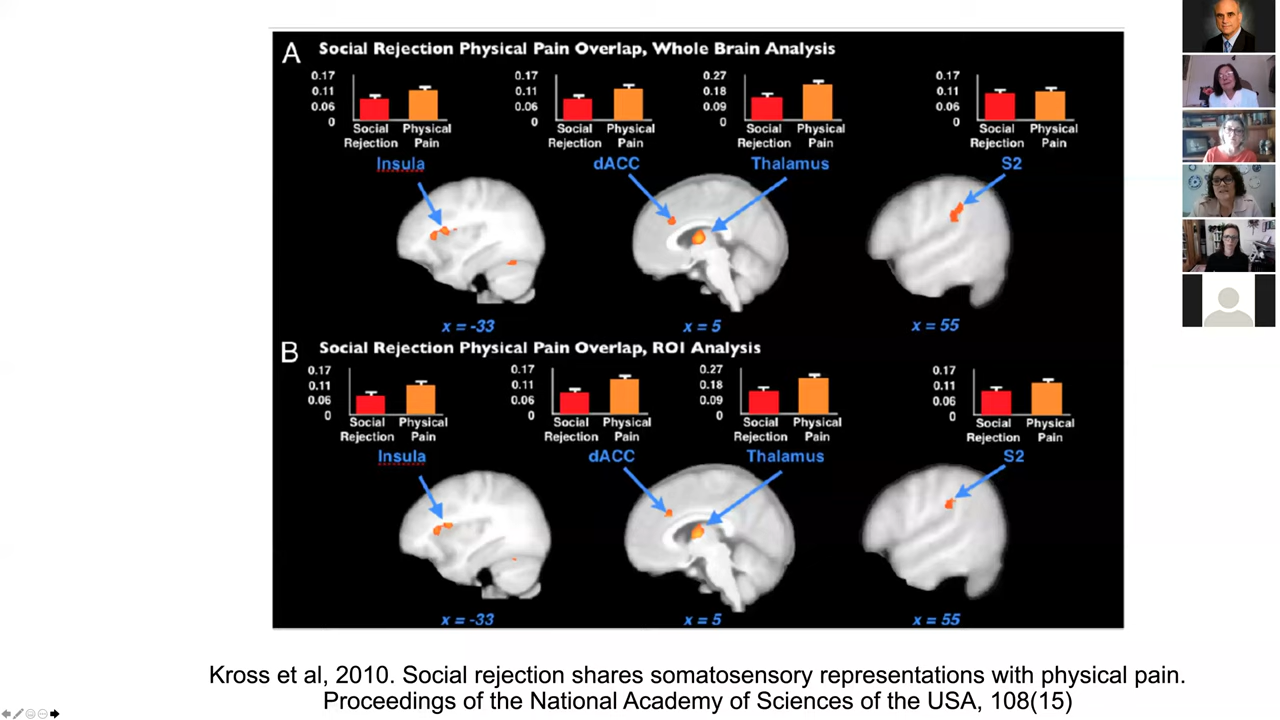 A Social Rejection Physical Pain Overlap, Whole Brain Analysis
0.17
0.11
0.06
0
Social Rejection
Physical Pain
Insula
0.17
0.11
0.06
0
Social Rejection
Physical Pain
dACC
0.27
0.18
0.09
0
Social Rejection
Physical Pain
Thalamus
0.17
0.11
0.06
0
Social Rejection
Physical Pain
S2
x = -33
x = 5
x = 55
B Social Rejection Physical Pain Overlap, ROI Analysis
0.17
0.11
0.06
0
Social Rejection
Physical Pain
Insula
0.17
0.11
0.06
0
Social Rejection
Physical Pain
dACC
0.27
0.18
0.09
0
Social Rejection
Physical Pain
Thalamus
0.17
0.11
0.06
0
Social Rejection
Physical Pain
S2
x = -33
x = 5
x = 55
Kross et al, 2010. Social rejection shares somatosensory representations with physical pain.
Proceedings of the National Academy of Sciences of the USA, 108(15)